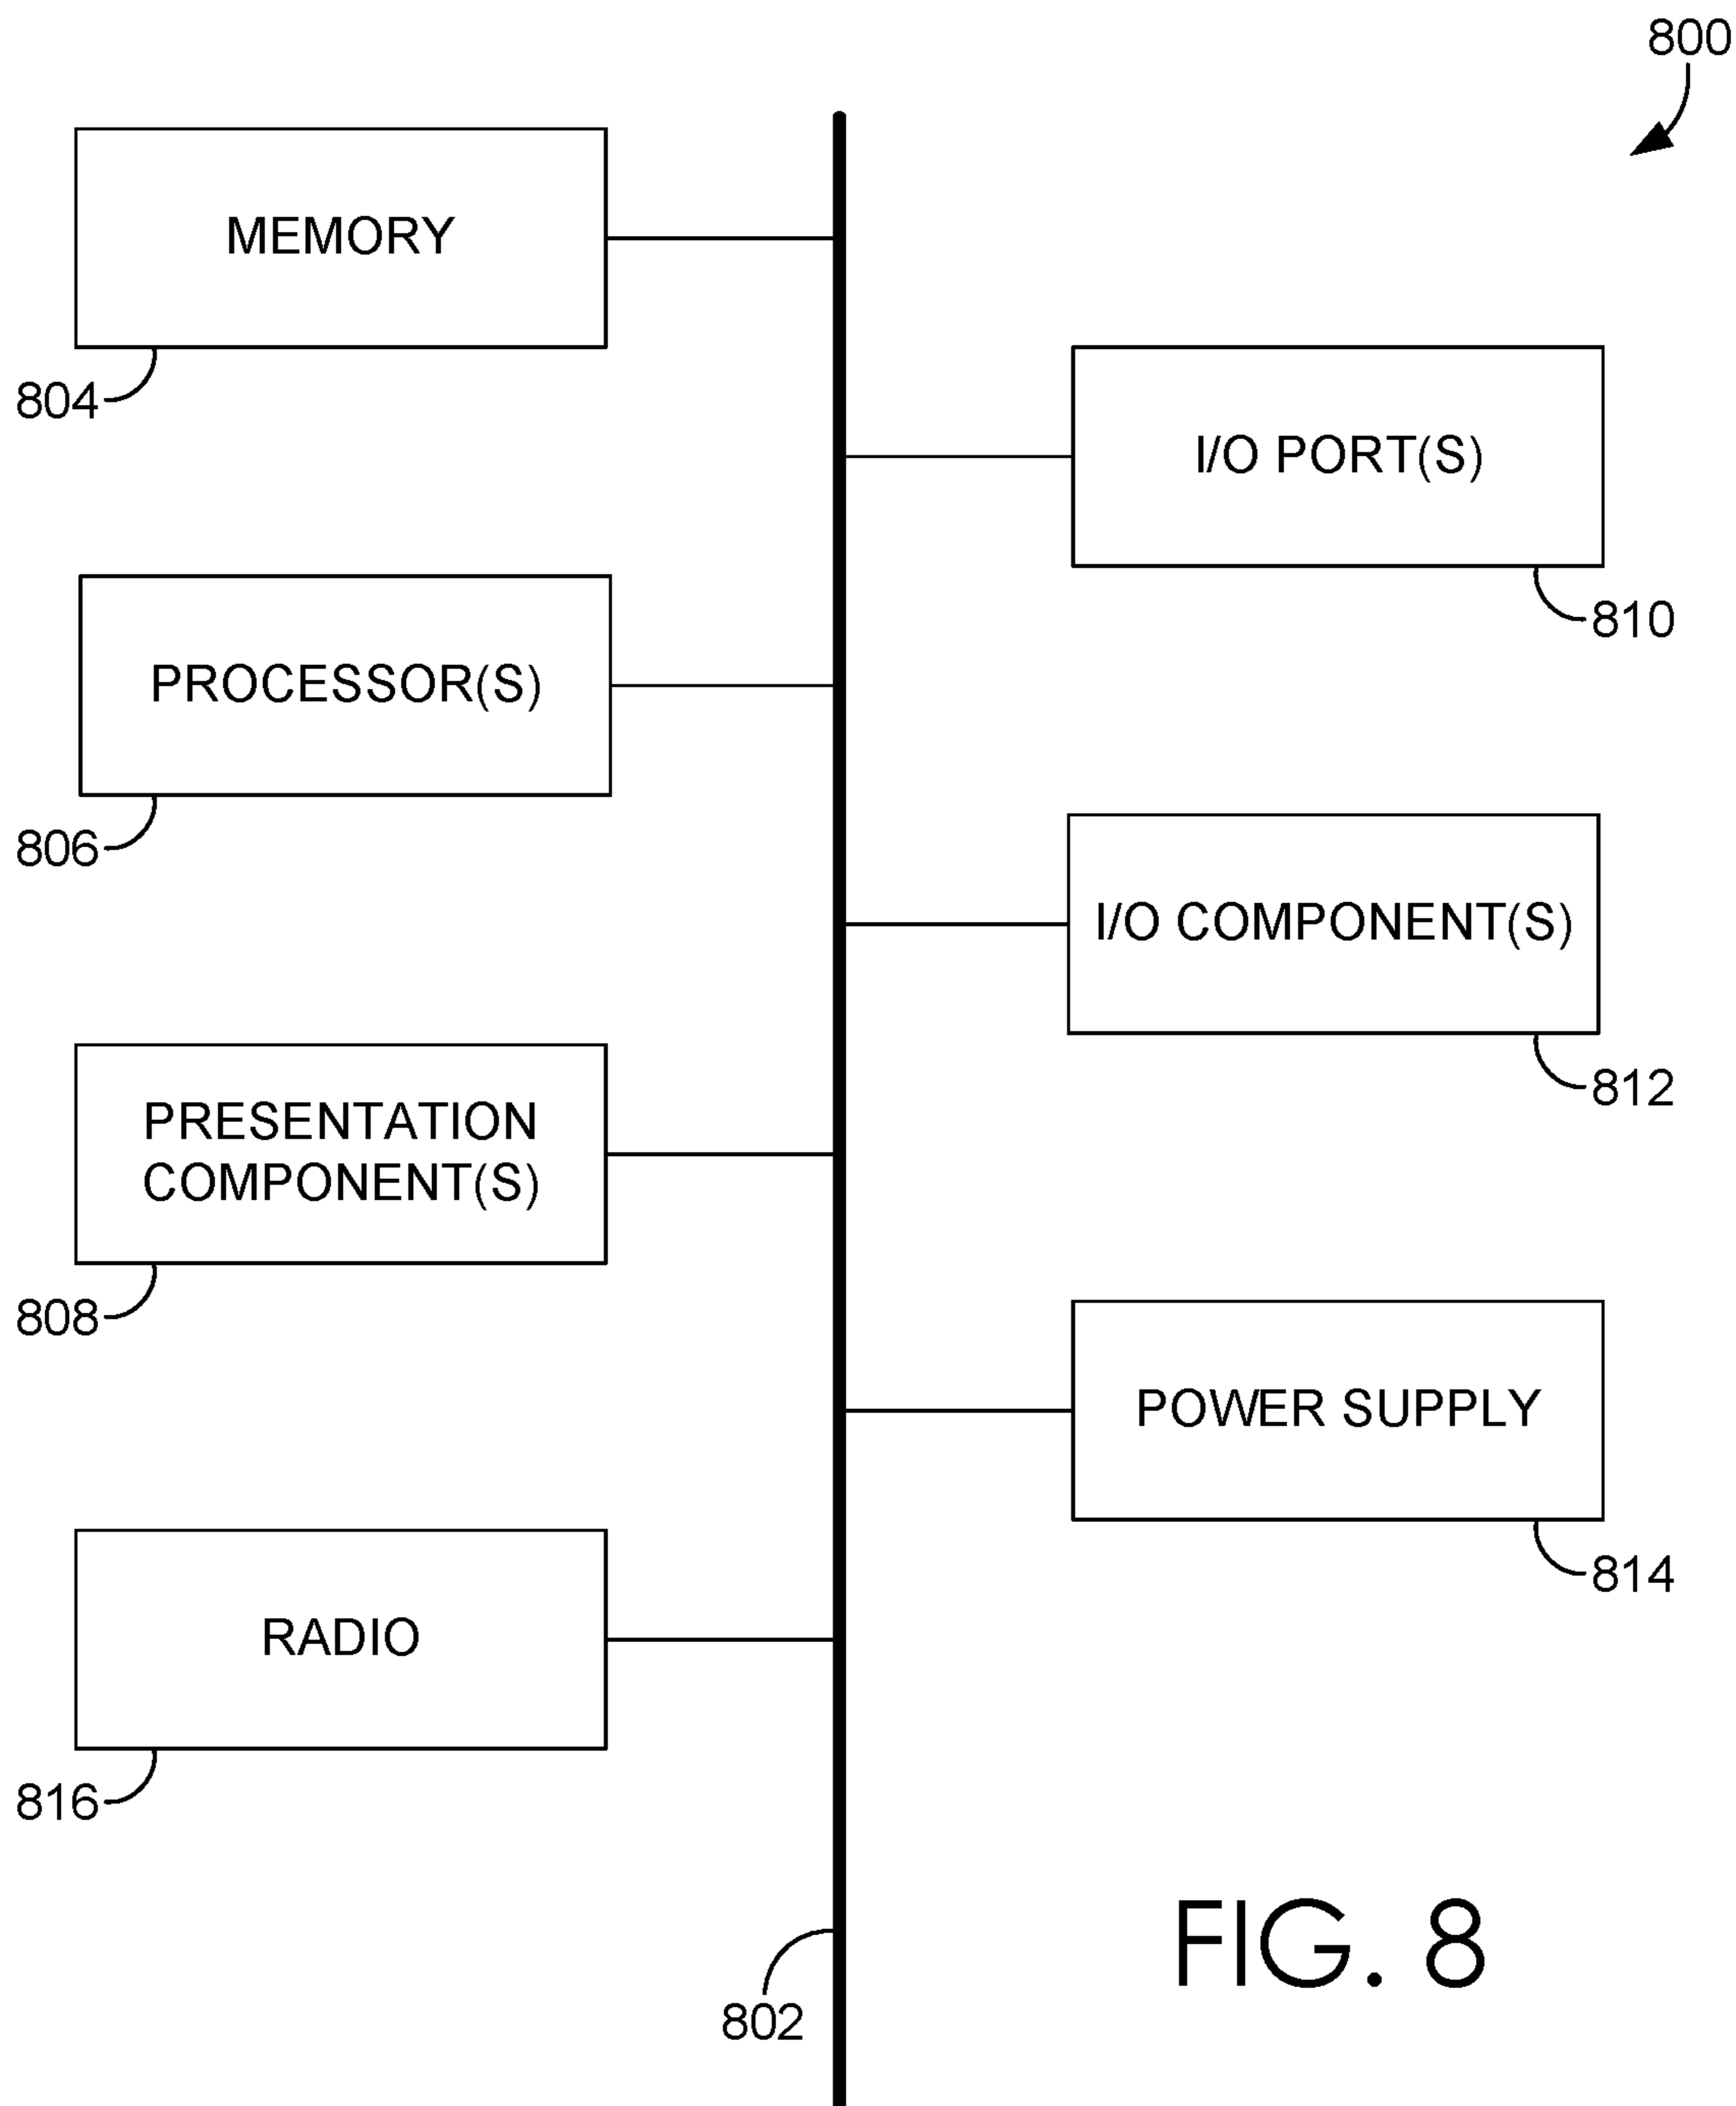 800
MEMORY
804
I/O PORT(S)
810
PROCESSOR(S)
806
I/O COMPONENT(S)
812
PRESENTATION
COMPONENT(S)
808
POWER SUPPLY
814
RADIO
816
802
FIG. 8